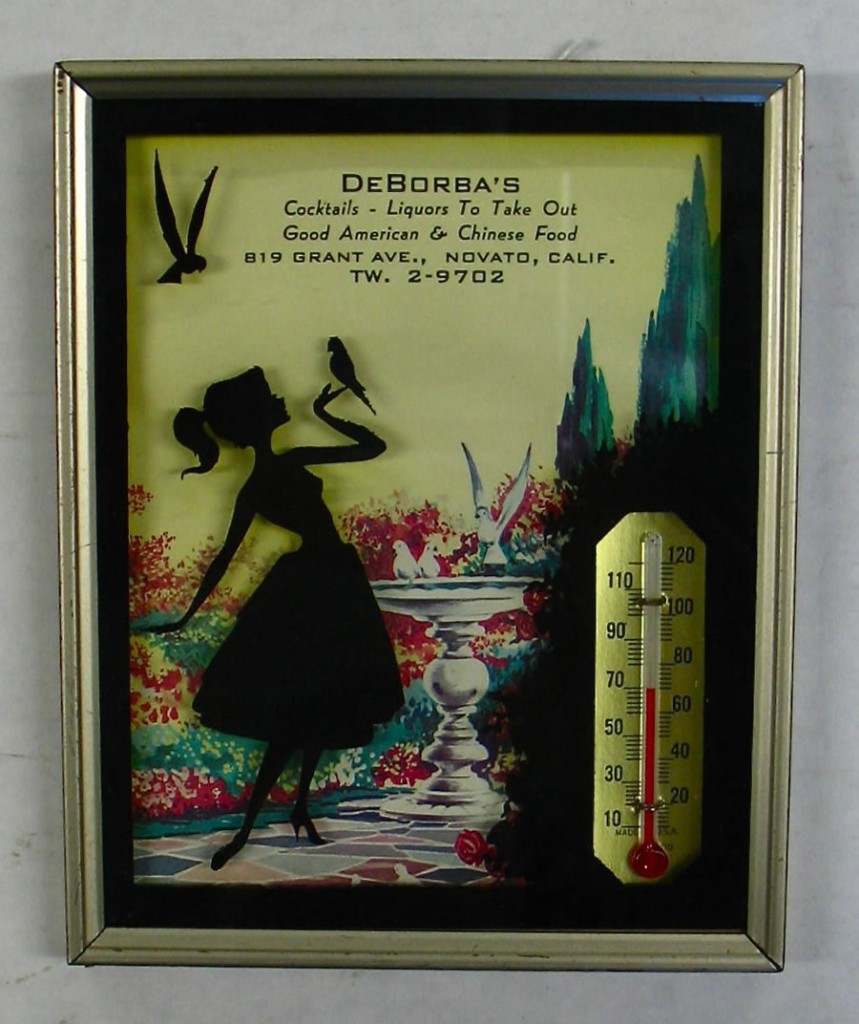 DeBorba's
Cocktails - Liquors To Take Out
Good American & Chinese Food
819 GRANT AVE., NOVATO, CALIF.
TW. 2-9702
120
110
100
90
80
70
60
50
40
30
20
10
MADE